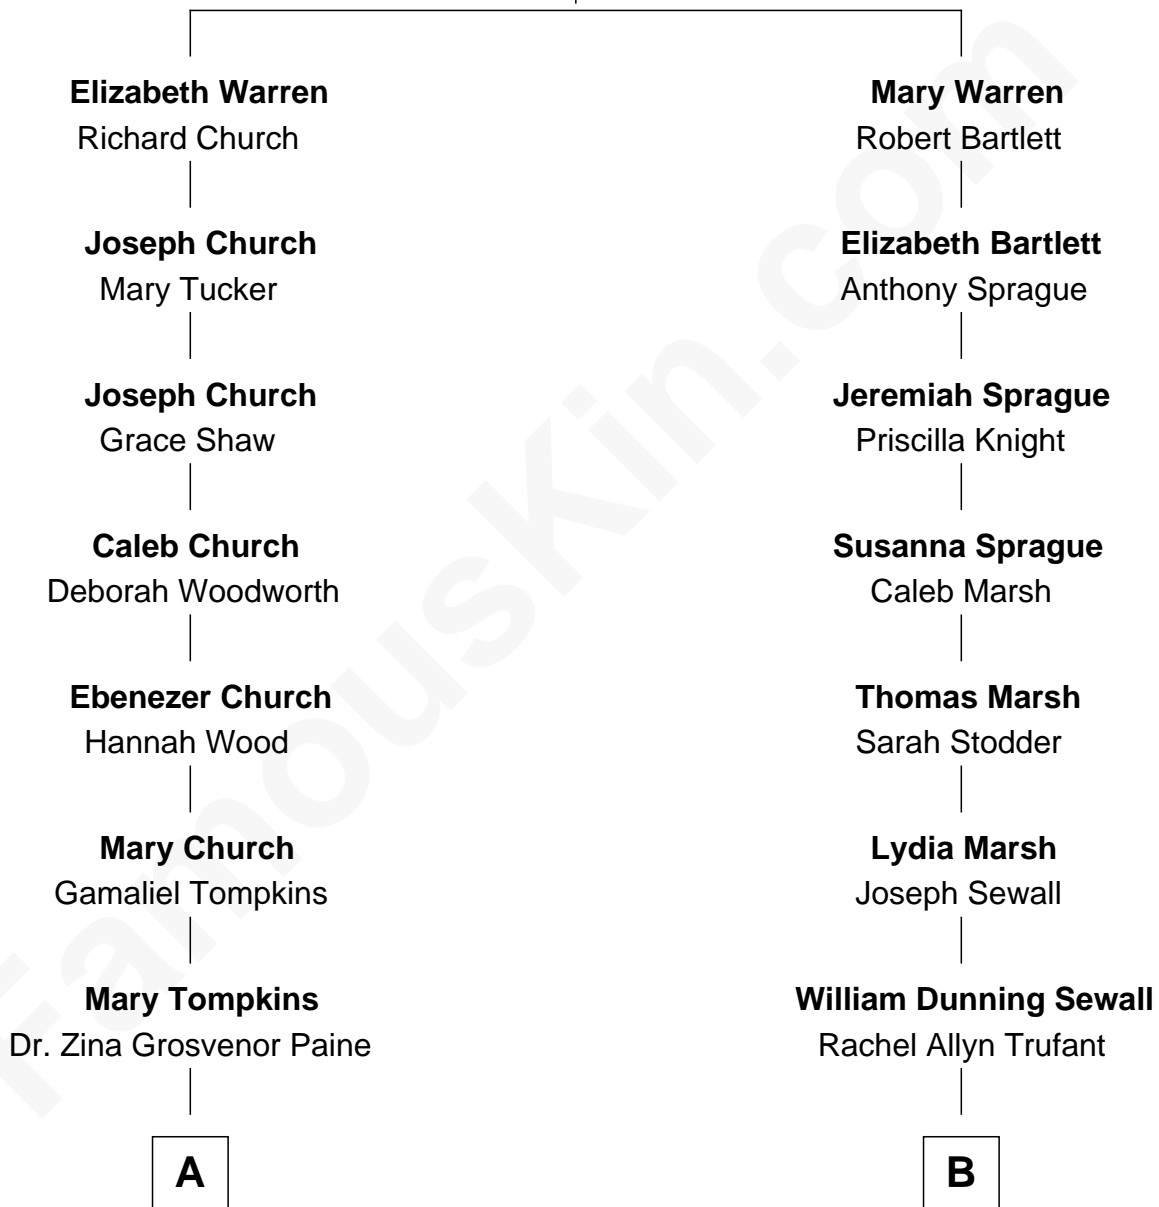 Elizabeth Warren
Richard Church
Joseph Church
Mary Tucker
Joseph Church
Grace Shaw
Caleb Church
Deborah Woodworth
Ebenezer Church
Hannah Wood
Mary Church
Gamaliel Tompkins
Mary Tompkins
Dr. Zina Grosvenor Paine
A
Mary Warren
Robert Bartlett
Elizabeth Bartlett
Anthony Sprague
Jeremiah Sprague
Priscilla Knight
Susanna Sprague
Caleb Marsh
Thomas Marsh
Sarah Stodder
Lydia Marsh
Joseph Sewall
William Dunning Sewall
Rachel Allyn Trufant
B
FamousKin.com